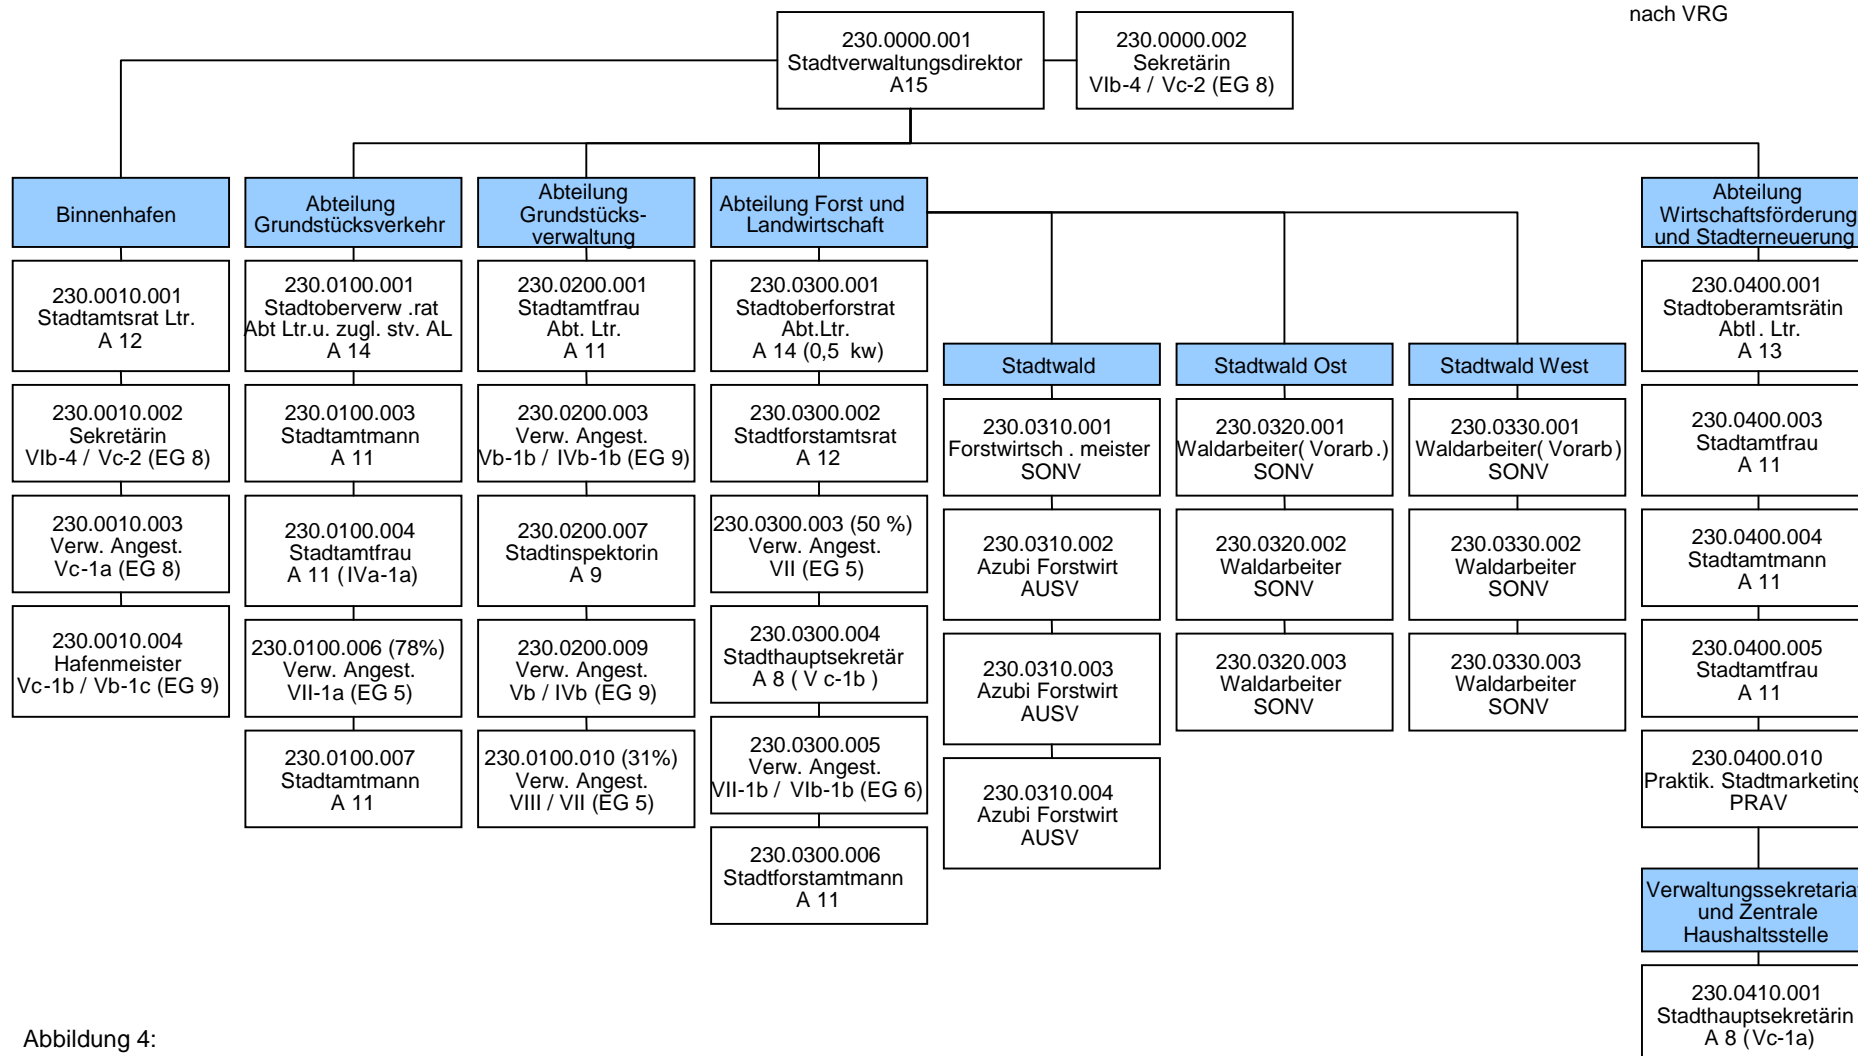 nach VRG
230.0000.001
Stadtverwaltungsdirektor
A15
230.0000.002
Sekretärin
VIb-4 / Vc-2 (EG 8)
Binnenhafen
230.0010.001
Stadtamtsrat Ltr.
A 12
230.0010.002
Sekretärin
VIb-4 / Vc-2 (EG 8)
230.0010.003
Verw. Angest.
Vc-1a (EG 8)
230.0010.004
Hafenmeister
Vc-1b / Vb-1c (EG 9)
Abteilung
Grundstücksverkehr
230.0100.001
Stadtoberverw .rat
Abt Ltr.u. zugl. stv. AL
A 14
230.0100.003
Stadtamtmann
A 11
230.0100.004
Stadtamtfrau
A 11 (IVa-1a)
230.0100.006 (78%)
Verw. Angest.
VII-1a (EG 5)
230.0100.007
Stadtamtmann
A 11
Abteilung
Grundstücks-
verwaltung
230.0200.001
Stadtamtfrau
Abt. Ltr.
A 11
230.0200.003
Verw. Angest.
Vb-1b / IVb-1b (EG 9)
230.0200.007
Stadtinspektorin
A 9
230.0200.009
Verw. Angest.
Vb / IVb (EG 9)
230.0100.010 (31%)
Verw. Angest.
VIII / VII (EG 5)
Abteilung Forst und
Landwirtschaft
230.0300.001
Stadtoberforstrat
Abt.Ltr.
A 14 (0,5 kw)
230.0300.002
Stadtforstamtsrat
A 12
230.0300.003 (50 %)
Verw. Angest.
VII (EG 5)
230.0300.004
Stadthauptsekretär
A 8 ( V c-1b )
230.0300.005
Verw. Angest.
VII-1b / VIb-1b (EG 6)
230.0300.006
Stadtforstamtmann
A 11
Stadtwald
230.0310.001
Forstwirtsch . meister
SONV
230.0310.002
Azubi Forstwirt
AUSV
230.0310.003
Azubi Forstwirt
AUSV
230.0310.004
Azubi Forstwirt
AUSV
Stadtwald Ost
230.0320.001
Waldarbeiter( Vorarb.)
SONV
230.0320.002
Waldarbeiter
SONV
230.0320.003
Waldarbeiter
SONV
Stadtwald West
230.0330.001
Waldarbeiter( Vorarb)
SONV
230.0330.002
Waldarbeiter
SONV
230.0330.003
Waldarbeiter
SONV
Abteilung
Wirtschaftsförderung
und Stadterneuerung
230.0400.001
Stadtoberamtsrätin
Abtl. Ltr.
A 13
230.0400.003
Stadtamtfrau
A 11
230.0400.004
Stadtamtmann
A 11
230.0400.005
Stadtamtfrau
A 11
230.0400.010
Praktik. Stadtmarketing
PRAV
Verwaltungssekretaria
und Zentrale
Haushaltsstelle
230.0410.001
Stadthauptsekretärin
A 8 (Vc-1a)
Abbildung 4: